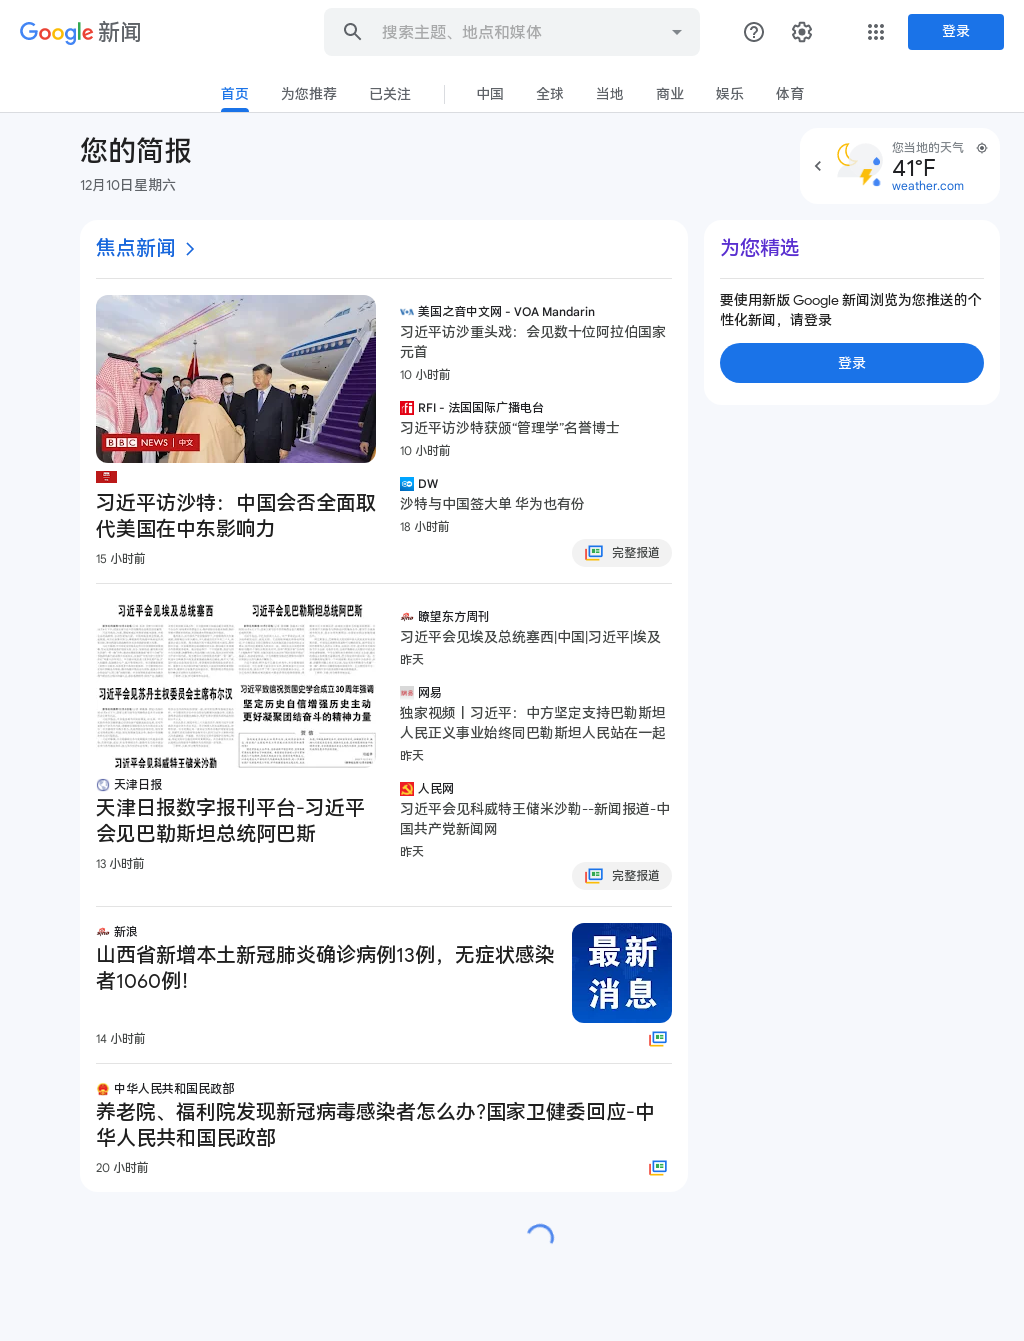 Google 新闻
搜索主题、地点和媒体
登录
首页
为您推荐
已关注
中国
全球
当地
商业
娱乐
体育
您的简报
12月10日星期六
您当地的天气
41°F
weather.com
焦点新闻
BBC NEWS 中文
习近平访沙特：中国会否全面取
代美国在中东影响力
15 小时前
美国之音中文网 - VOA Mandarin
习近平访沙重头戏：会见数十位阿拉伯国家
元首
10 小时前
RFI - 法国国际广播电台
习近平访沙特获颁“管理学”名誉博士
10 小时前
DW
沙特与中国签大单 华为也有份
18 小时前
完整报道
习近平会见埃及总统塞西
习近平会见巴勒斯坦总统阿巴斯
习近平会见苏丹主权委员会主席布尔汉
习近平致信祝贺国史学会成立30周年强调
坚定历史自信增强历史主动
更好凝聚团结奋斗的精神力量
贺信
习近平会见科威特王储米沙勒
天津日报
天津日报数字报刊平台-习近平
会见巴勒斯坦总统阿巴斯
13 小时前
瞭望东方周刊
习近平会见埃及总统塞西|中国|习近平|埃及
昨天
网易
独家视频丨习近平：中方坚定支持巴勒斯坦
人民正义事业始终同巴勒斯坦人民站在一起
昨天
人民网
习近平会见科威特王储米沙勒--新闻报道-中
国共产党新闻网
昨天
完整报道
新浪
山西省新增本土新冠肺炎确诊病例13例，无症状感染
者1060例！
14 小时前
最新
消息
中华人民共和国民政部
养老院、福利院发现新冠病毒感染者怎么办?国家卫健委回应-中
华人民共和国民政部
20 小时前
为您精选
要使用新版 Google 新闻浏览为您推送的个
性化新闻，请登录
登录